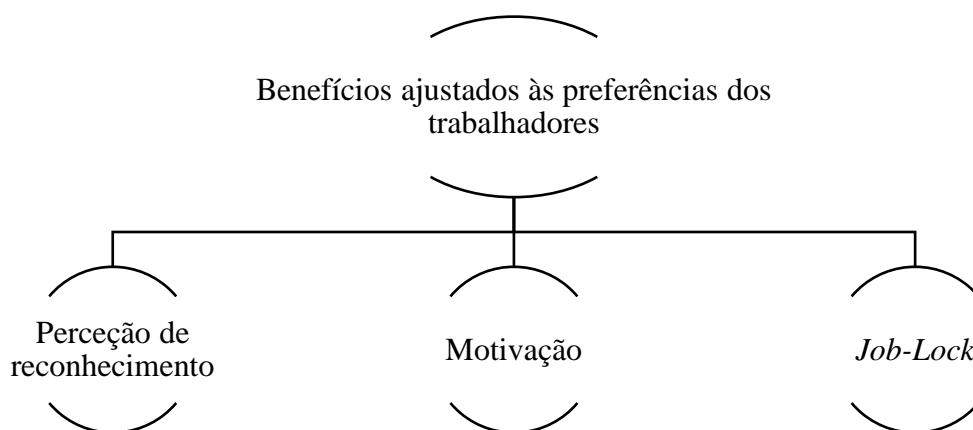 Benefícios ajustados às preferências dos
trabalhadores
Perceção de
reconhecimento
Motivação
Job-Lock